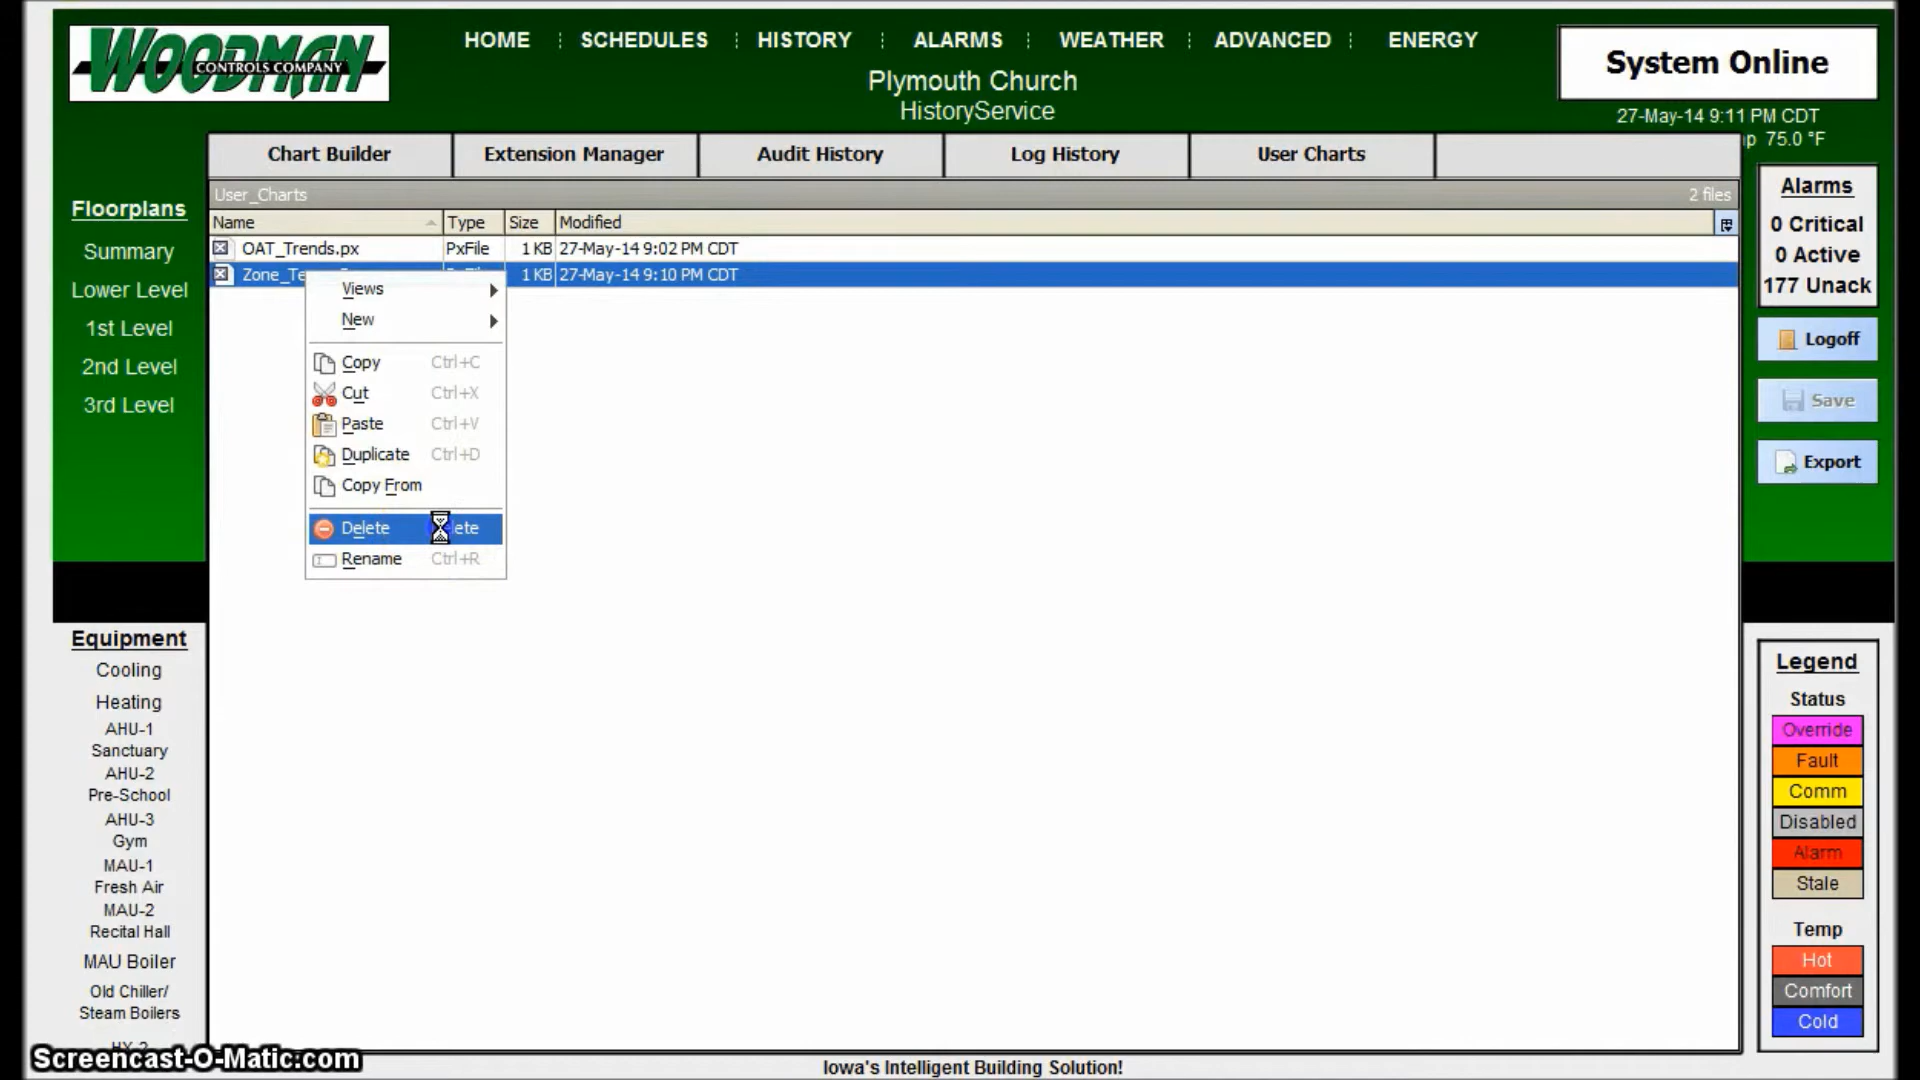 WOODMAN
CONTROLS COMPANY
HOME SCHEDULES HISTORY ALARMS WEATHER ADVANCED ENERGY
Plymouth Church
HistoryService
System Online
27-May-14 9:11 PM CDT
75.0 °F
Chart Builder Extension Manager Audit History Log History User Charts
User_Charts 2 files
Name Type Size Modified
OAT_Trends.px PxFile 1 KB 27-May-14 9:02 PM CDT
1 KB 27-May-14 9:10 PM CDT
Views
New
Copy Ctrl+C
Cut Ctrl+X
Paste Ctrl+V
Duplicate Ctrl+D
Copy From
Delete
Rename Ctrl+R
Floorplans
Summary
Lower Level
1st Level
2nd Level
3rd Level
Equipment
Cooling
Heating
AHU-1
Sanctuary
AHU-2
Pre-School
AHU-3
Gym
MAU-1
Fresh Air
MAU-2
Recital Hall
MAU Boiler
Old Chiller/
Steam Boilers
Alarms
0 Critical
0 Active
177 Unack
Logoff
Save
Export
Legend
Status
Override
Fault
Comm
Disabled
Alarm
Stale
Temp
Hot
Comfort
Cold
Screencast-O-Matic.com
Iowa's Intelligent Building Solution!